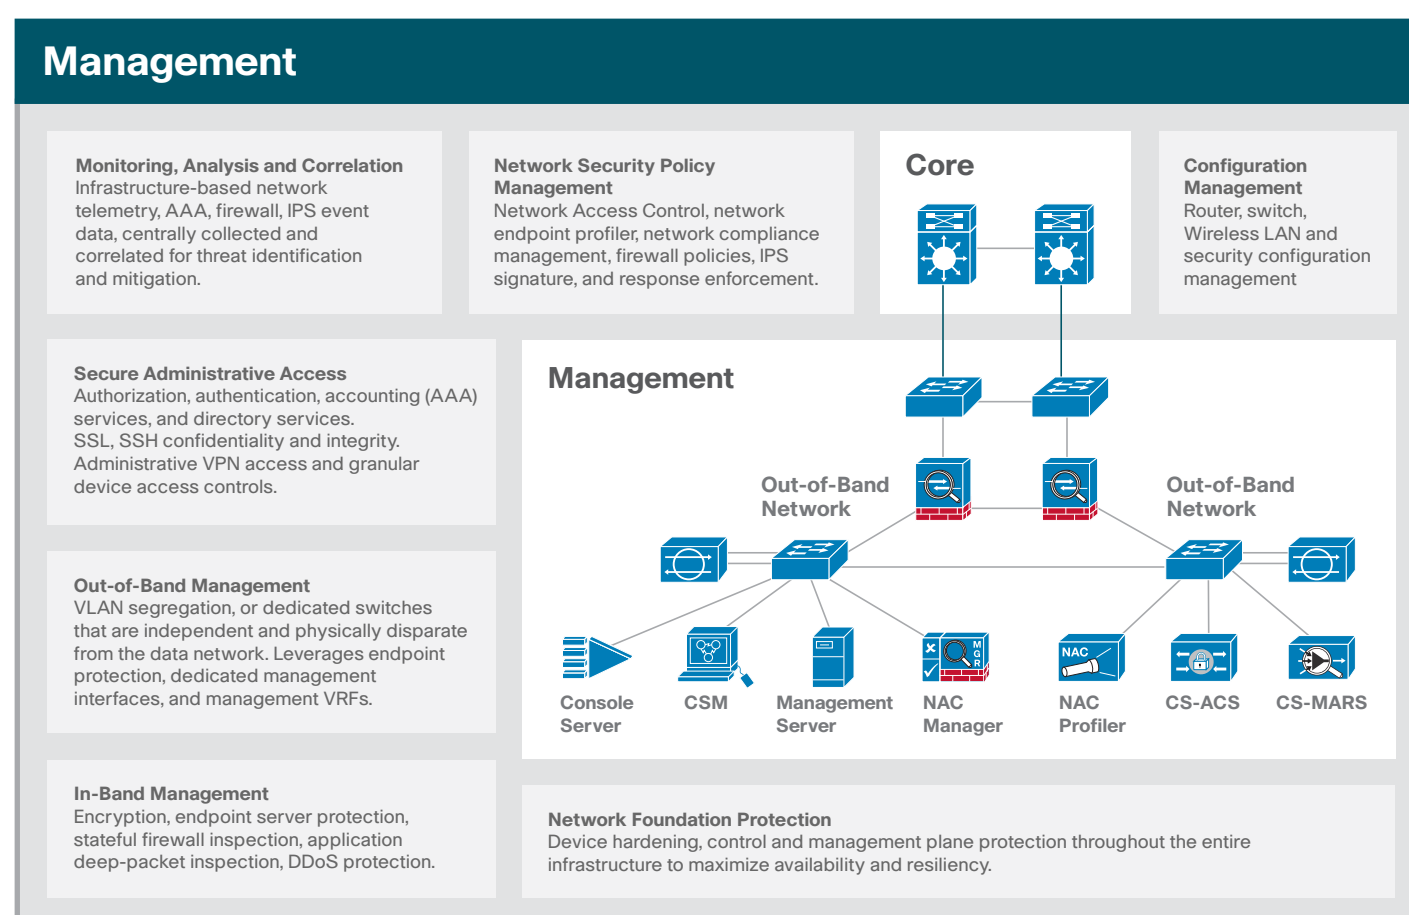 Management
Monitoring, Analysis and Correlation
Infrastructure-based network
telemetry, AAA, firewall, IPS event
data, centrally collected and
correlated for threat identification
and mitigation.
Network Security Policy
Management
Network Access Control, network
endpoint profiler, network compliance
management, firewall policies, IPS
signature, and response enforcement.
Core
Configuration
Management
Router, switch,
Wireless LAN and
security configuration
management
Secure Administrative Access
Authorization, authentication, accounting (AAA)
services, and directory services.
SSL, SSH confidentiality and integrity.
Administrative VPN access and granular
device access controls.
Out-of-Band Management
VLAN segregation, or dedicated switches
that are independent and physically disparate
from the data network. Leverages endpoint
protection, dedicated management
interfaces, and management VRFs.
In-Band Management
Encryption, endpoint server protection,
stateful firewall inspection, application
deep-packet inspection, DDoS protection.
Management
Out-of-Band
Network
Out-of-Band
Network
MGR
NAC
Console
Server
CSM
Management
Server
NAC
Manager
NAC
Profiler
CS-ACS
CS-MARS
Network Foundation Protection
Device hardening, control and management plane protection throughout the entire
infrastructure to maximize availability and resiliency.